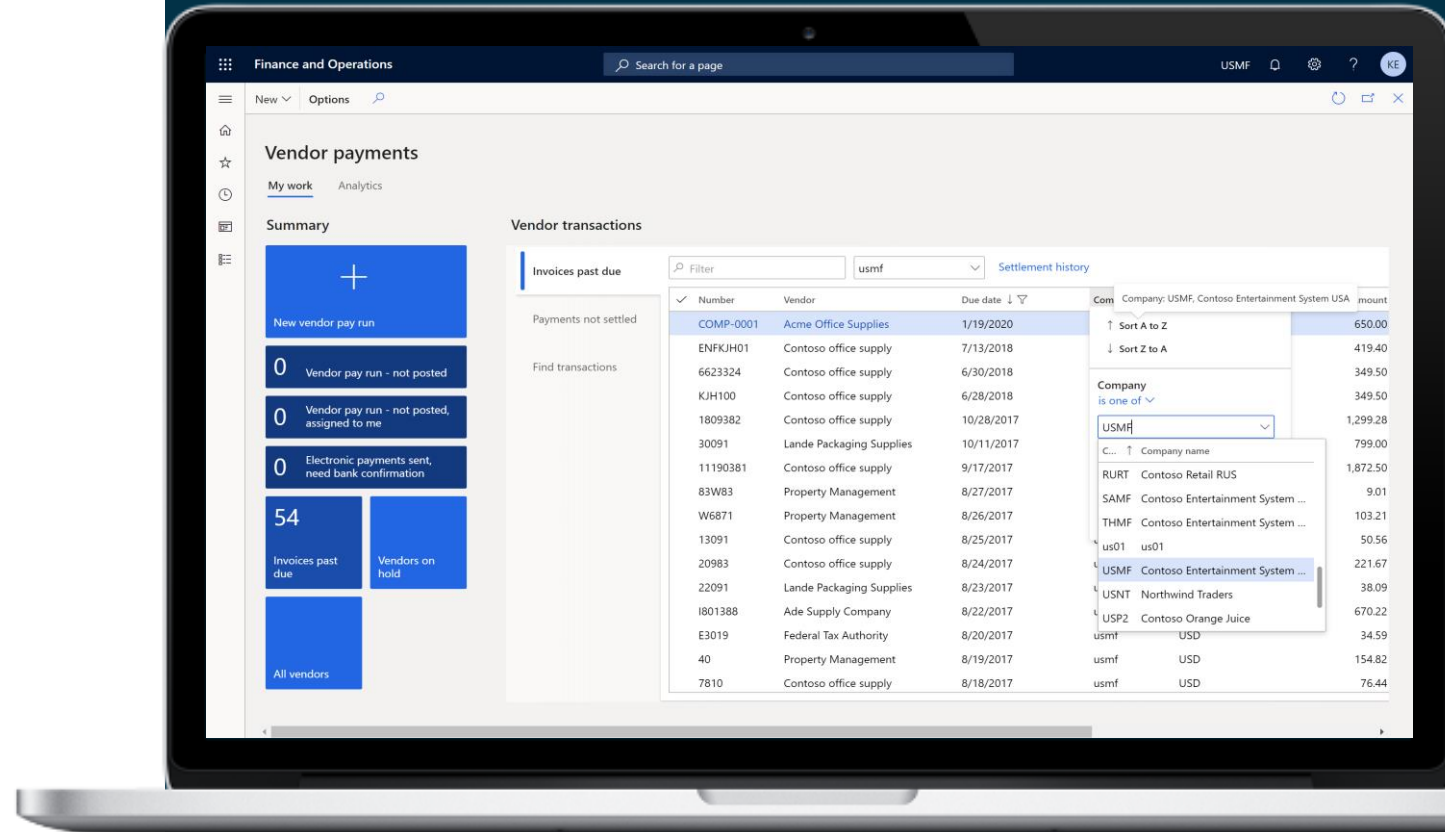 Finance and Operations
Search for a page
USMF
?
KE
New
Options
Vendor payments
My work
Analytics
Summary
New vendor pay run
0 Vendor pay run - not posted
0 Vendor pay run - not posted,
assigned to me
0 Electronic payments sent,
need bank confirmation
54
Invoices past
due
Vendors on
hold
All vendors
Vendor transactions
Invoices past due
Payments not settled
Find transactions
Filter
usmf
Settlement history
Number Vendor Due date
COMP-0001 Acme Office Supplies 1/19/2020 650.00
ENFKJH01 Contoso office supply 7/13/2018 419.40
6623324 Contoso office supply 6/30/2018 349.50
KJH100 Contoso office supply 6/28/2018 349.50
1809382 Contoso office supply 10/28/2017 1,299.28
30091 Lande Packaging Supplies 10/11/2017 799.00
11190381 Contoso office supply 9/17/2017 1,872.50
83W83 Property Management 8/27/2017 9.01
W6871 Property Management 8/26/2017 103.21
13091 Contoso office supply 8/25/2017 50.56
20983 Contoso office supply 8/24/2017 221.67
22091 Lande Packaging Supplies 8/23/2017 38.09
I801388 Ade Supply Company 8/22/2017 670.22
E3019 Federal Tax Authority 8/20/2017 usmf USD 34.59
40 Property Management 8/19/2017 usmf USD 154.82
7810 Contoso office supply 8/18/2017 usmf USD 76.44
Company: USMF, Contoso Entertainment System USA
Sort A to Z
Sort Z to A
Company
is one of
USMF
C... Company name
RURT Contoso Retail RUS
SAMF Contoso Entertainment System ...
THMF Contoso Entertainment System ...
us01 us01
USMF Contoso Entertainment System ...
USNT Northwind Traders
USP2 Contoso Orange Juice